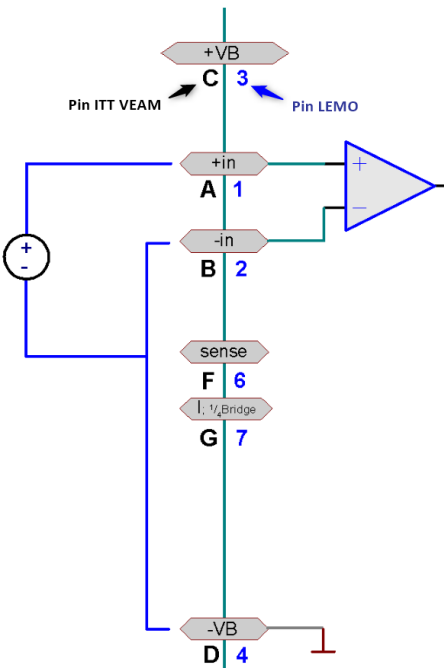 +VB
C 3
Pin ITT VEAM
Pin LEMO
+in
A 1
+
-in
B 2
−
+
-
sense
F 6
I; 1/4Bridge
G 7
-VB
D 4